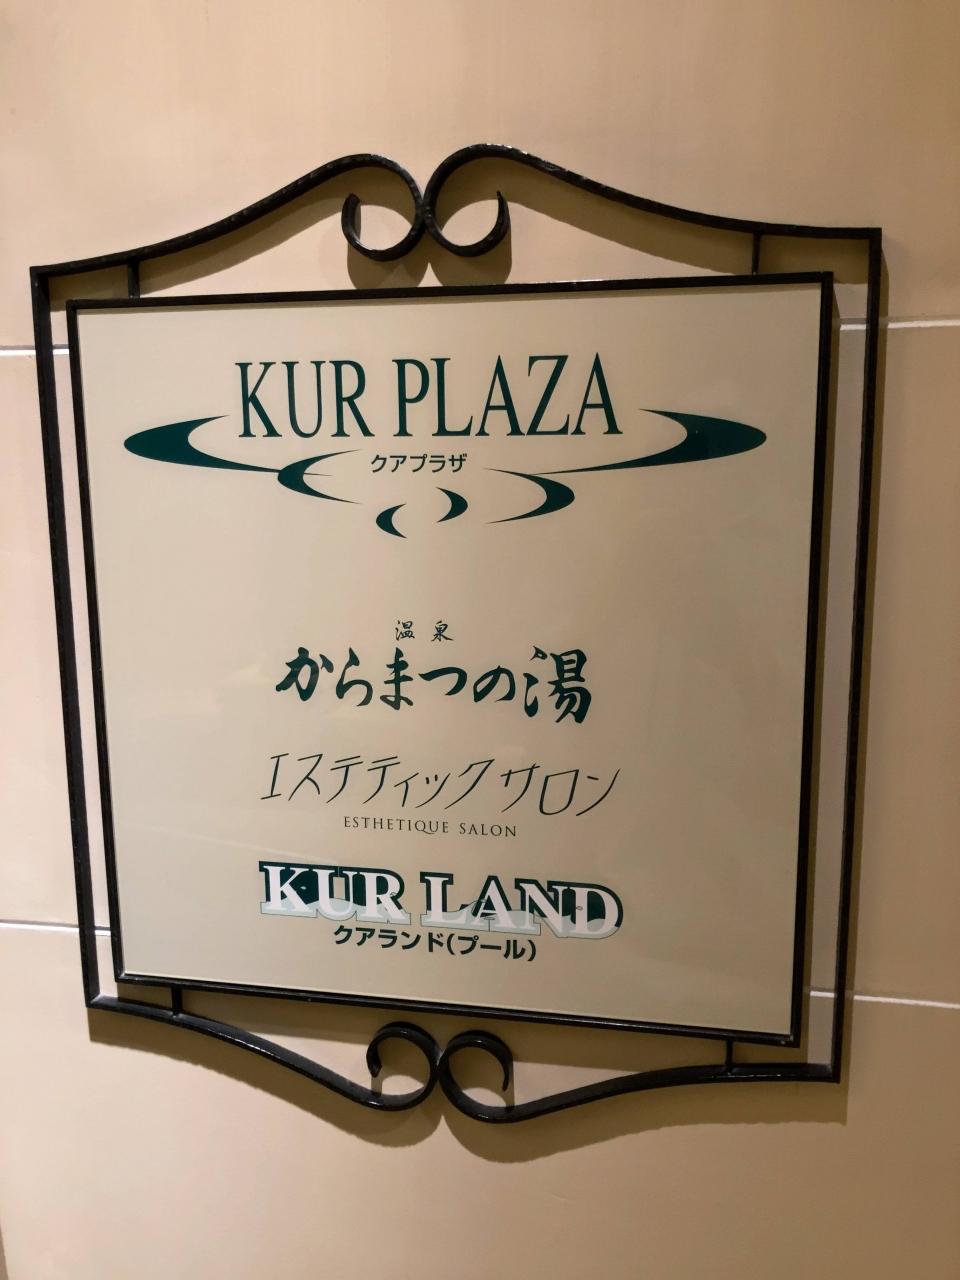 KUR PLAZA
クアプラザ
温泉
からまつの湯
エステティックサロン
ESTHETIQUE SALON
KUR LAND
クアランド(プール)